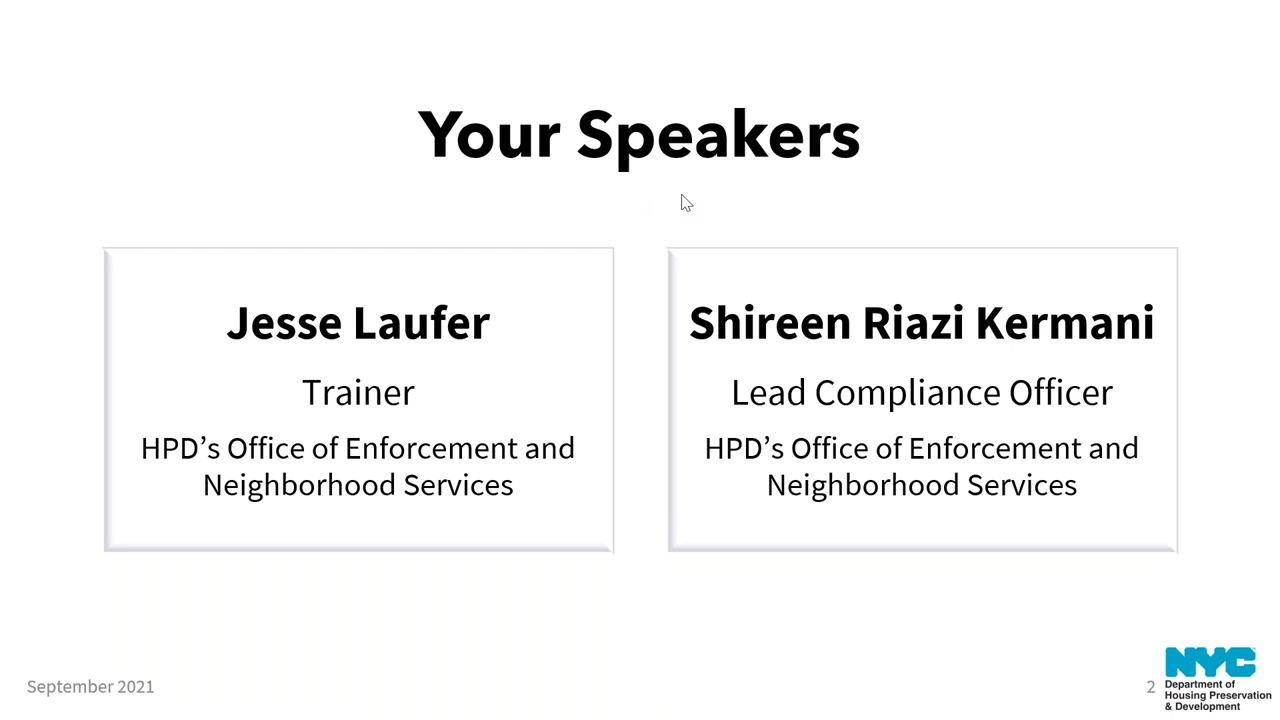 Your Speakers
Jesse Laufer
Trainer
HPD’s Office of Enforcement and
Neighborhood Services
Shireen Riazi Kermani
Lead Compliance Officer
HPD’s Office of Enforcement and
Neighborhood Services
September 2021
2
NYC
Department of
Housing Preservation
& Development